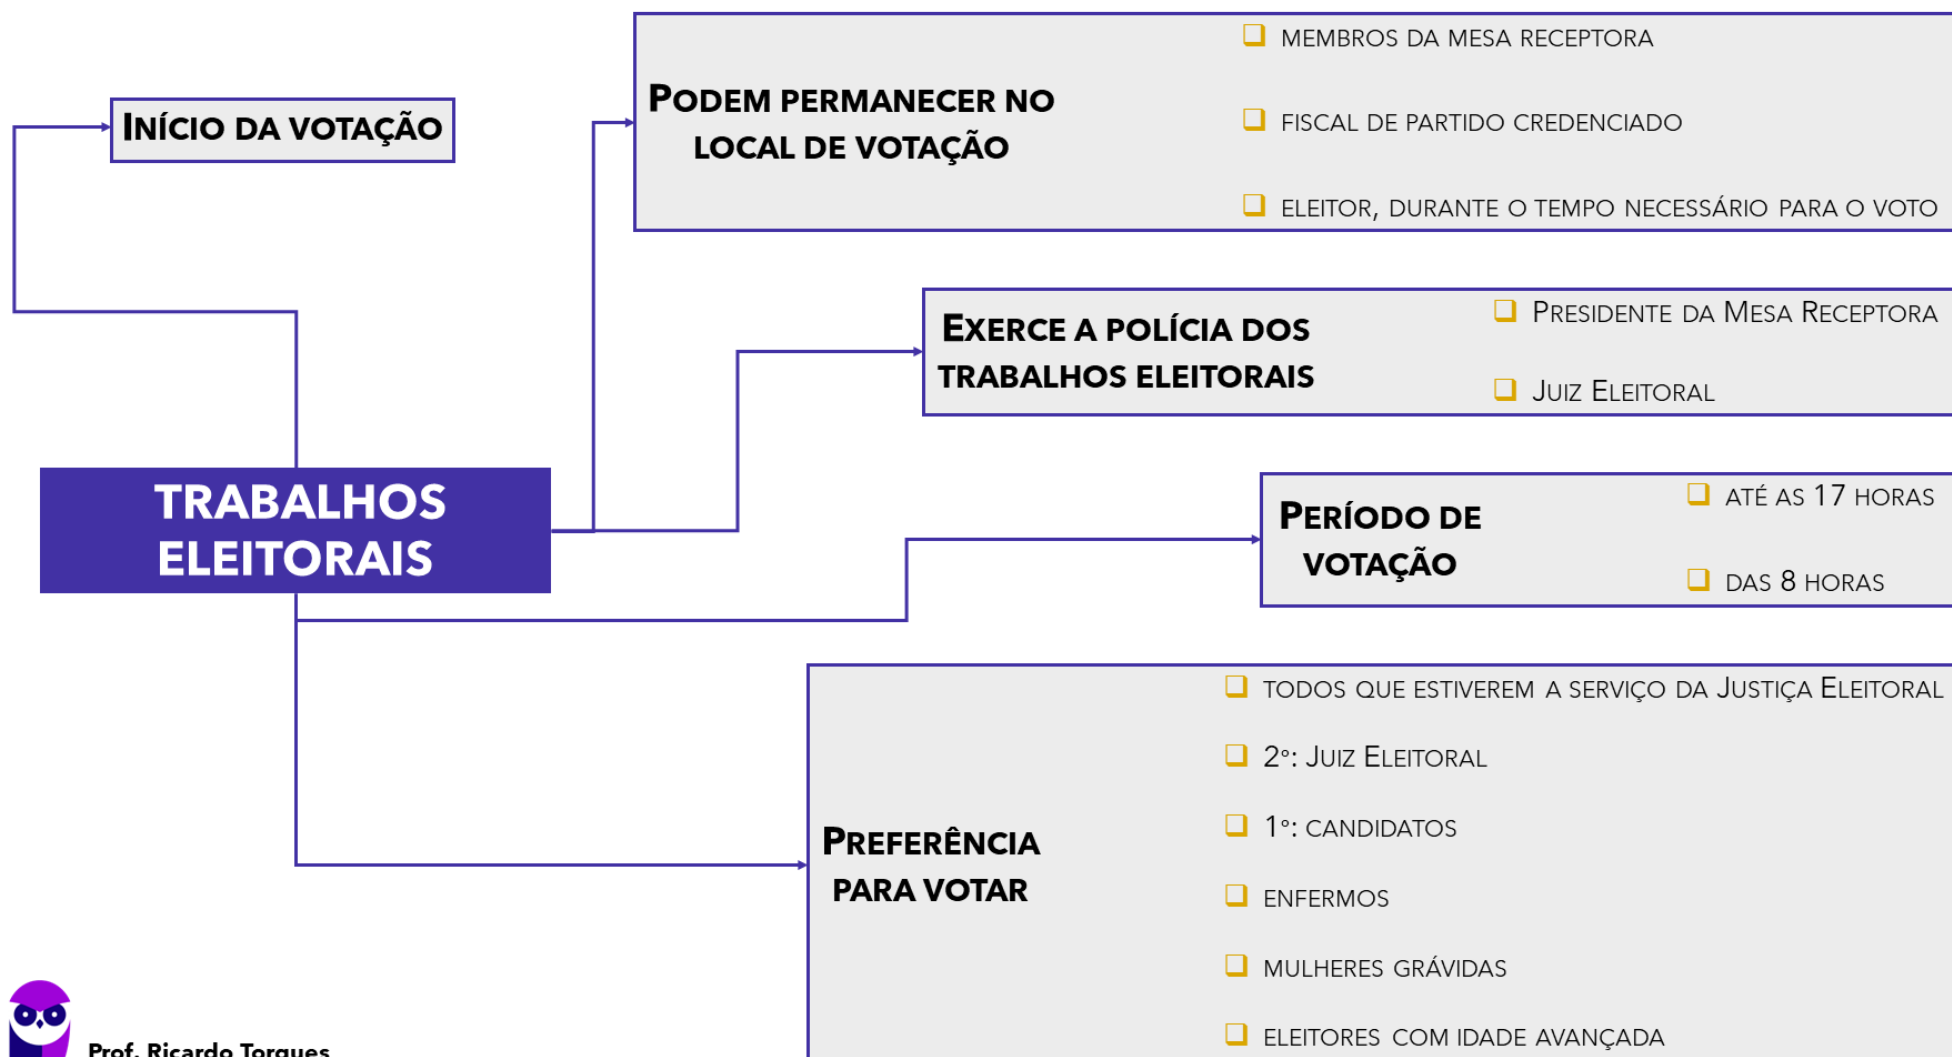 INÍCIO DA VOTAÇÃO
PODEM PERMANECER NO
LOCAL DE VOTAÇÃO
MEMBROS DA MESA RECEPTORA
FISCAL DE PARTIDO CREDENCIADO
ELEITOR, DURANTE O TEMPO NECESSÁRIO PARA O VOTO
EXERCE A POLÍCIA DOS
TRABALHOS ELEITORAIS
PRESIDENTE DA MESA RECEPTORA
JUIZ ELEITORAL
TRABALHOS
ELEITORAIS
PERÍODO DE
VOTAÇÃO
ATÉ AS 17 HORAS
DAS 8 HORAS
PREFERÊNCIA
PARA VOTAR
TODOS QUE ESTIVEREM A SERVIÇO DA JUSTIÇA ELEITORAL
2º: JUIZ ELEITORAL
1º: CANDIDATOS
ENFERMOS
MULHERES GRÁVIDAS
ELEITORES COM IDADE AVANÇADA
Prof. Ricardo Torques